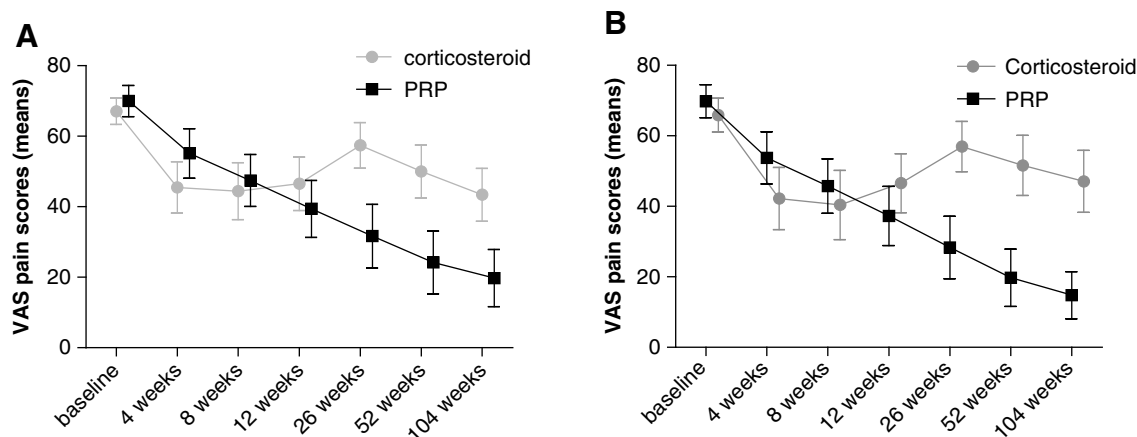 A
corticosteroid
PRP
VAS pain scores (means)
80
60
40
20
0
baseline
4 weeks
8 weeks
12 weeks
26 weeks
52 weeks
104 weeks
B
Corticosteroid
PRP
VAS pain scores (means)
80
60
40
20
0
baseline
4 weeks
8 weeks
12 weeks
26 weeks
52 weeks
104 weeks